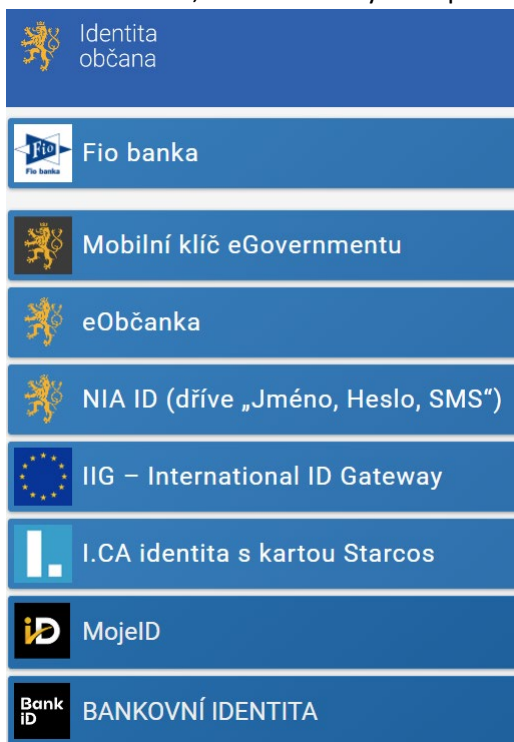 Identita
občana
Fio
Fio banka
Fio banka
Mobilní klíč eGovernmentu
eObčanka
NIA ID (dříve „Jméno, Heslo, SMS“)
IIG – International ID Gateway
I.
I.CA identita s kartou Starcos
iD
MojeID
Bank
iD
BANKOVNÍ IDENTITA